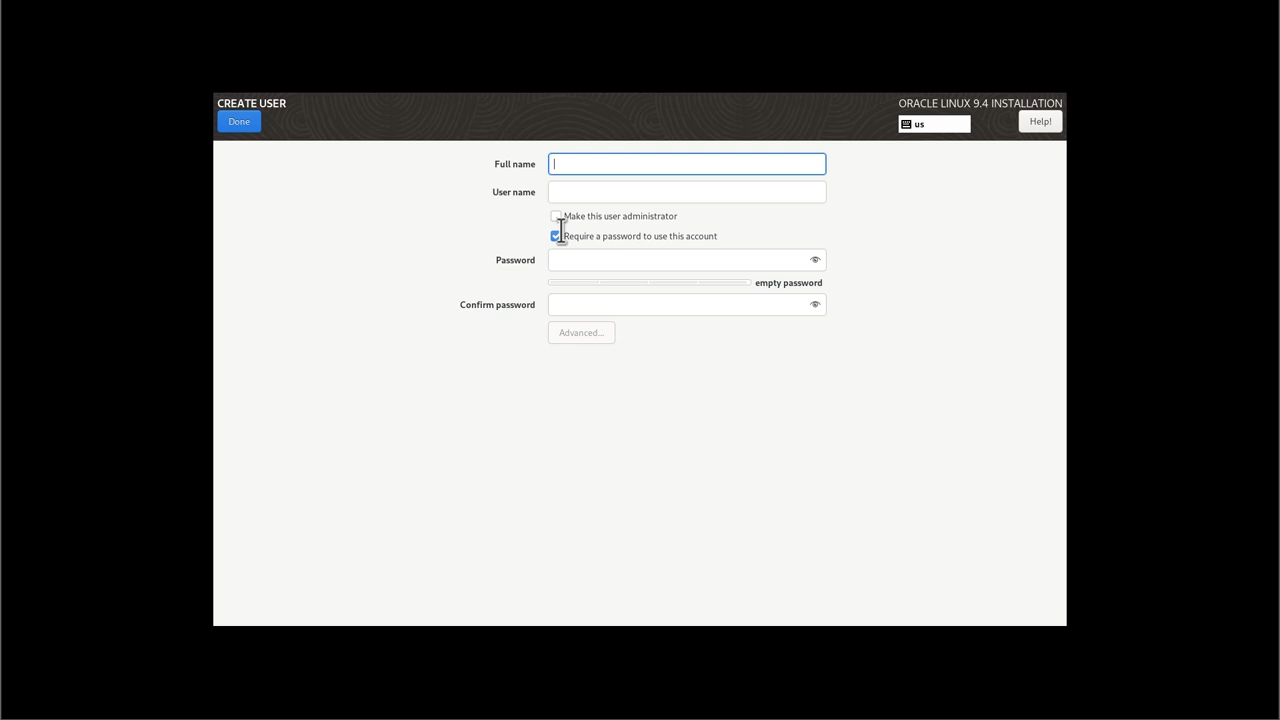 CREATE USER
ORACLE LINUX 9.4 INSTALLATION
Done
us
Help!
Full name
User name
Make this user administrator
Require a password to use this account
Password
empty password
Confirm password
Advanced...